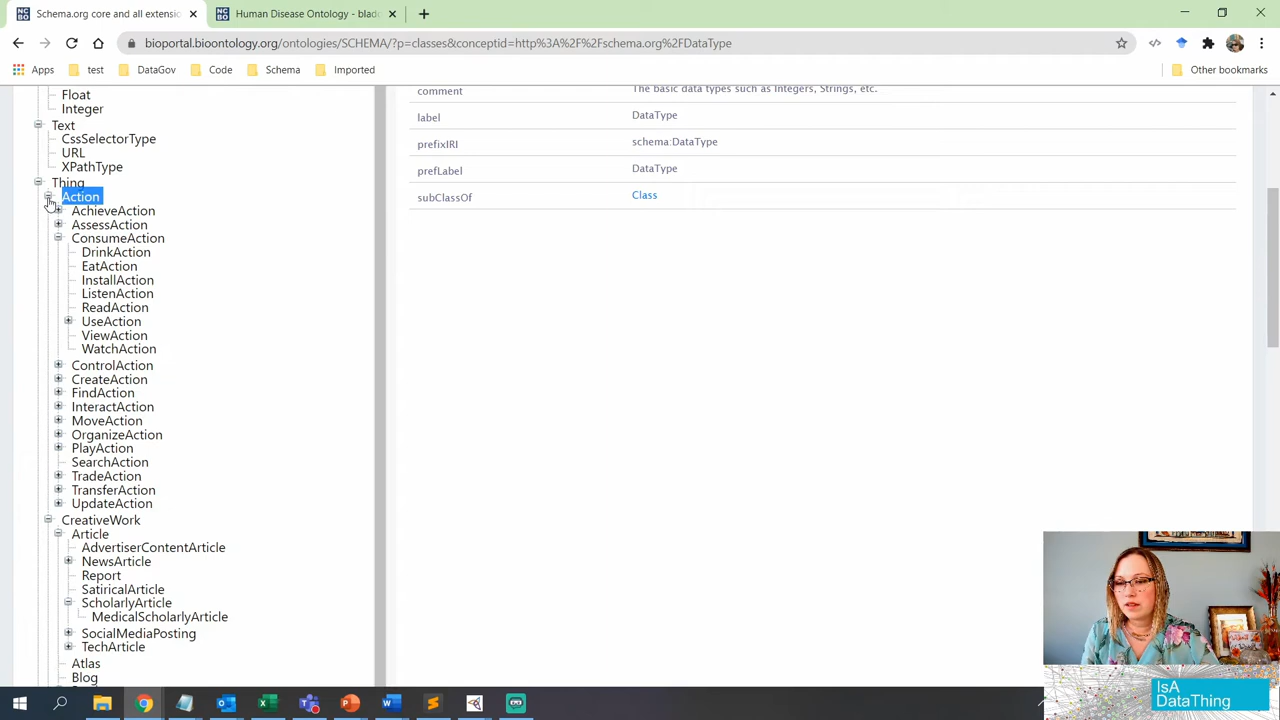 Schema.org core and all extensi
Human Disease Ontology - blad
bioportal.bioontology.org/ontologies/SCHEMA/?p=classes&conceptid=http%3A%2F%2Fschema.org%2FDataType
Apps
test
DataGov
Code
Schema
Imported
Other bookmarks
Float
Integer
Text
CssSelectorType
URL
XPathType
Thing
Action
AchieveAction
AssessAction
ConsumeAction
DrinkAction
EatAction
InstallAction
ListenAction
ReadAction
UseAction
ViewAction
WatchAction
ControlAction
CreateAction
FindAction
InteractAction
MoveAction
OrganizeAction
PlayAction
SearchAction
TradeAction
TransferAction
UpdateAction
CreativeWork
Article
AdvertiserContentArticle
NewsArticle
Report
SatiricalArticle
ScholarlyArticle
MedicalScholarlyArticle
SocialMediaPosting
TechArticle
Atlas
Blog
comment
The basic data types such as Integers, Strings, etc.
label
DataType
prefixIRI
schema:DataType
prefLabel
DataType
subClassOf
Class
IsA
DataThing